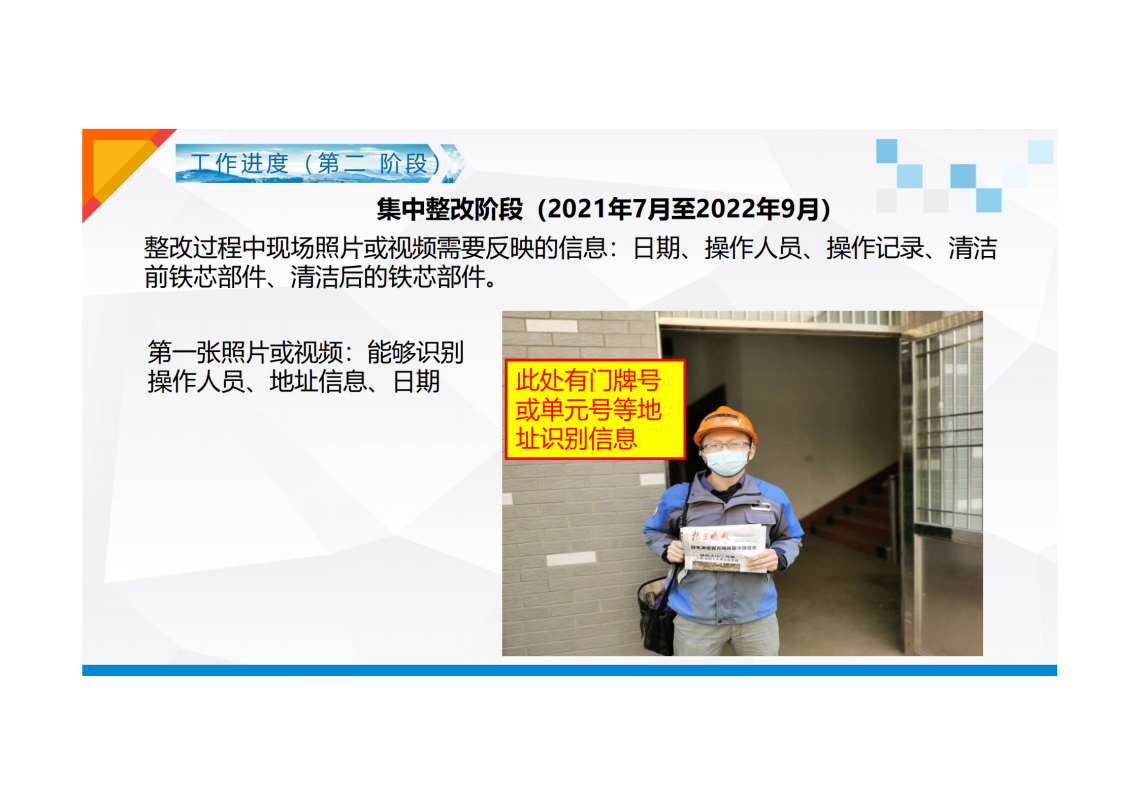 工作进度（第二 阶段）
集中整改阶段（2021年7月至2022年9月）
整改过程中现场照片或视频需要反映的信息：日期、操作人员、操作记录、清洁
前铁芯部件、清洁后的铁芯部件。
第一张照片或视频：能够识别
操作人员、地址信息、日期
此处有门牌号
或单元号等地
址识别信息
扬子晚报